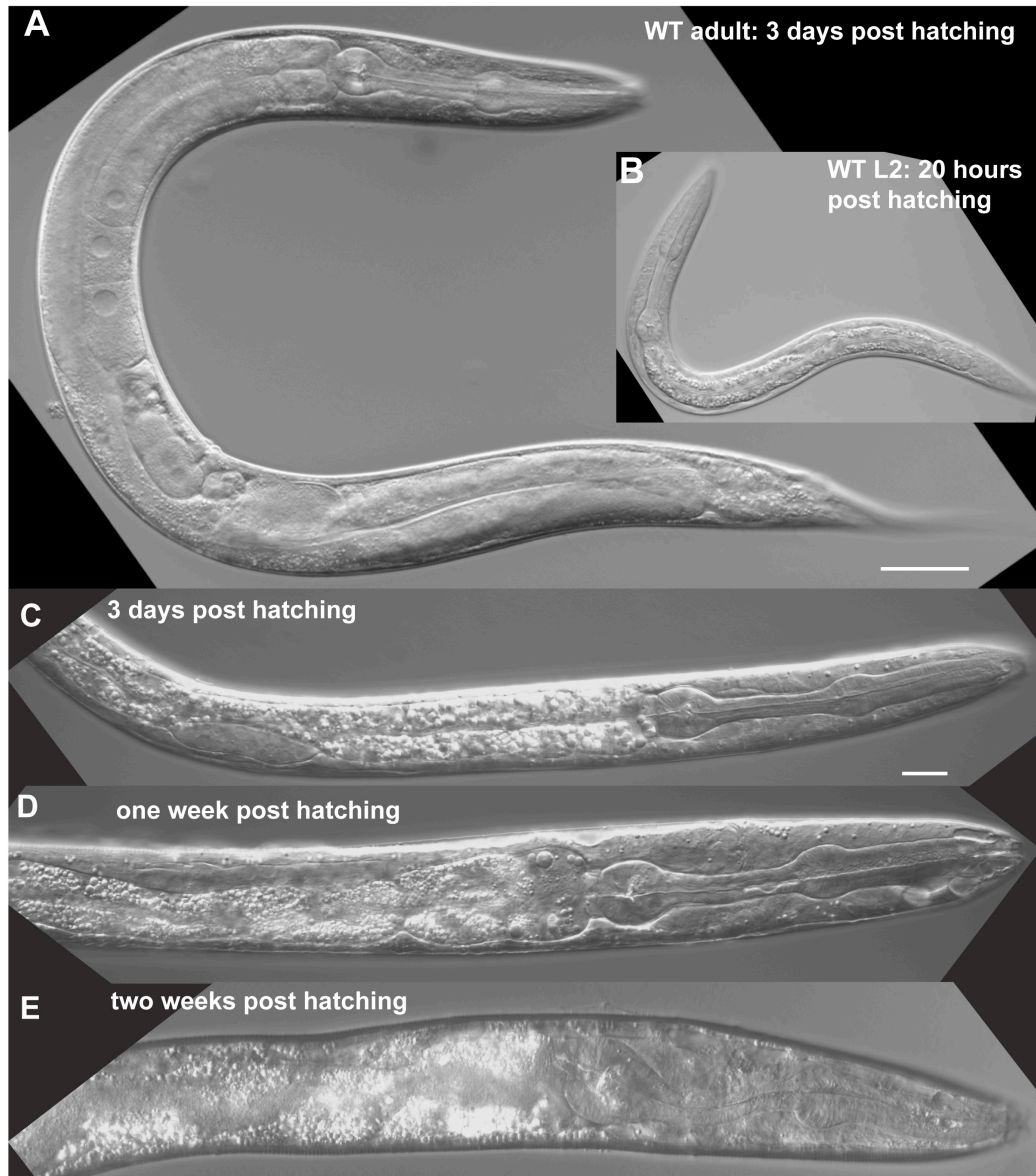 A
WT adult: 3 days post hatching
B
WT L2: 20 hours
post hatching
C
3 days post hatching
D
one week post hatching
E
two weeks post hatching